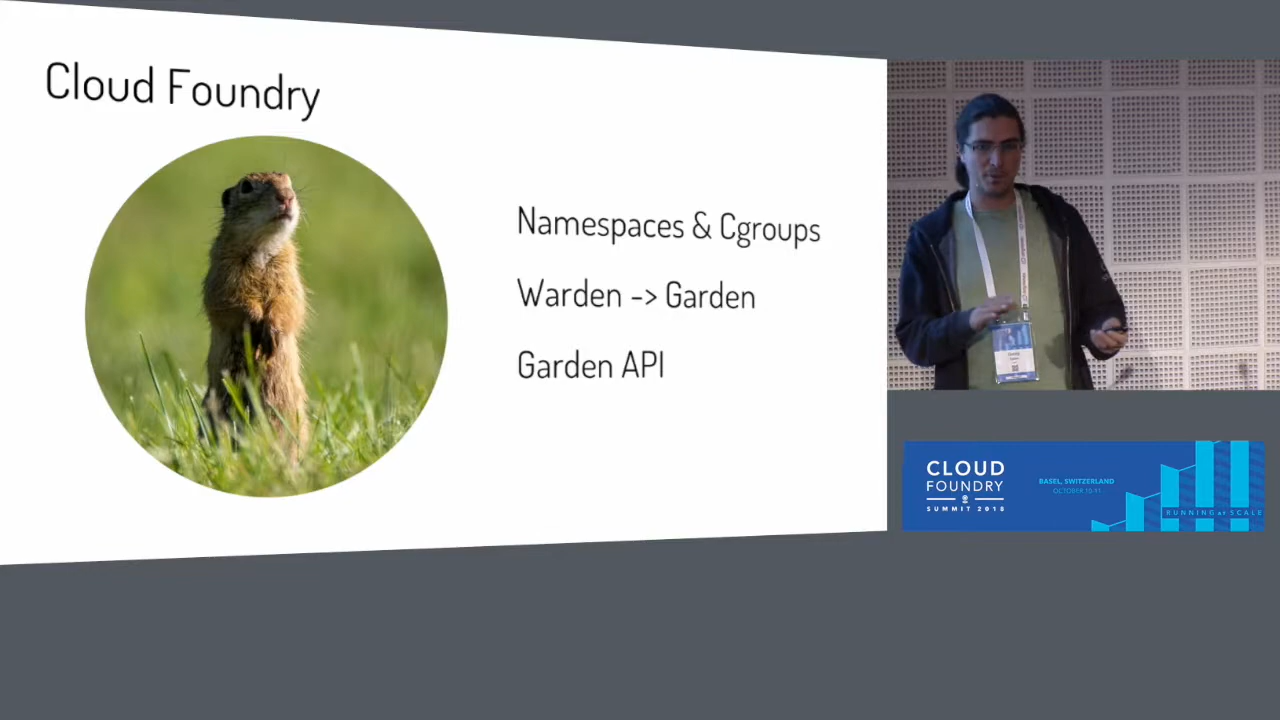 Cloud Foundry
Namespaces & Cgroups
Warden -> Garden
Garden API
CLOUD
FOUNDRY
SUMMIT 2018
BASEL, SWITZERLAND
OCTOBER 10-11
RUNNING AT SCALE